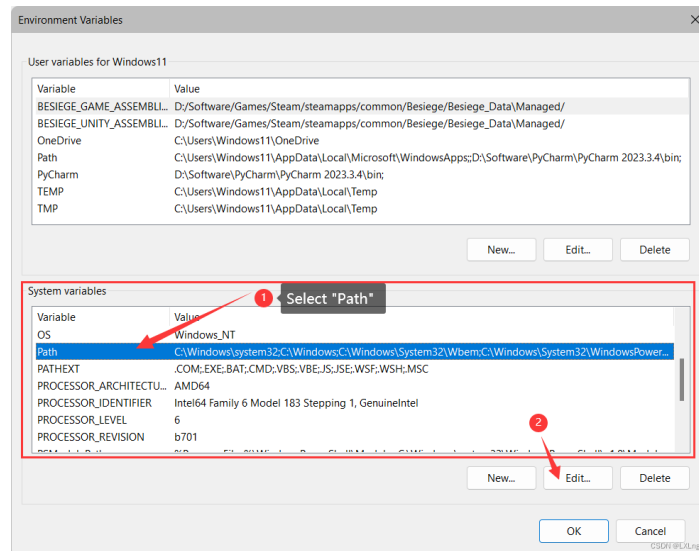 Environment Variables
User variables for Windows11
Variable Value
BESIEGE_GAME_ASSEMBLI... D:/Software/Games/Steam/steamapps/common/Besiege/Besiege_Data\Managed/
BESIEGE_UNITY_ASSEMBLI... D:/Software/Games/Steam/steamapps/common/Besiege/Besiege_Data\Managed/
OneDrive C:\Users\Windows11\OneDrive
Path C:\Users\Windows11\AppData\Local\Microsoft\WindowsApps;;D:\Software\PyCharm\PyCharm 2023.3.4\bin;
PyCharm D:\Software\PyCharm\PyCharm 2023.3.4\bin;
TEMP C:\Users\Windows11\AppData\Local\Temp
TMP C:\Users\Windows11\AppData\Local\Temp
New... Edit... Delete
System variables
1 Select "Path"
Variable Value
OS Windows_NT
Path C:\Windows\system32;C:\Windows;C:\Windows\System32\Wbem;C:\Windows\System32\WindowsPower...
PATHEXT .COM;.EXE;.BAT;.CMD;.VBS;.VBE;.JS;.JSE;.WSF;.WSH;.MSC
PROCESSOR_ARCHITECTU... AMD64
PROCESSOR_IDENTIFIER Intel64 Family 6 Model 183 Stepping 1, GenuineIntel
PROCESSOR_LEVEL 6
PROCESSOR_REVISION b701
2
New... Edit... Delete
OK Cancel